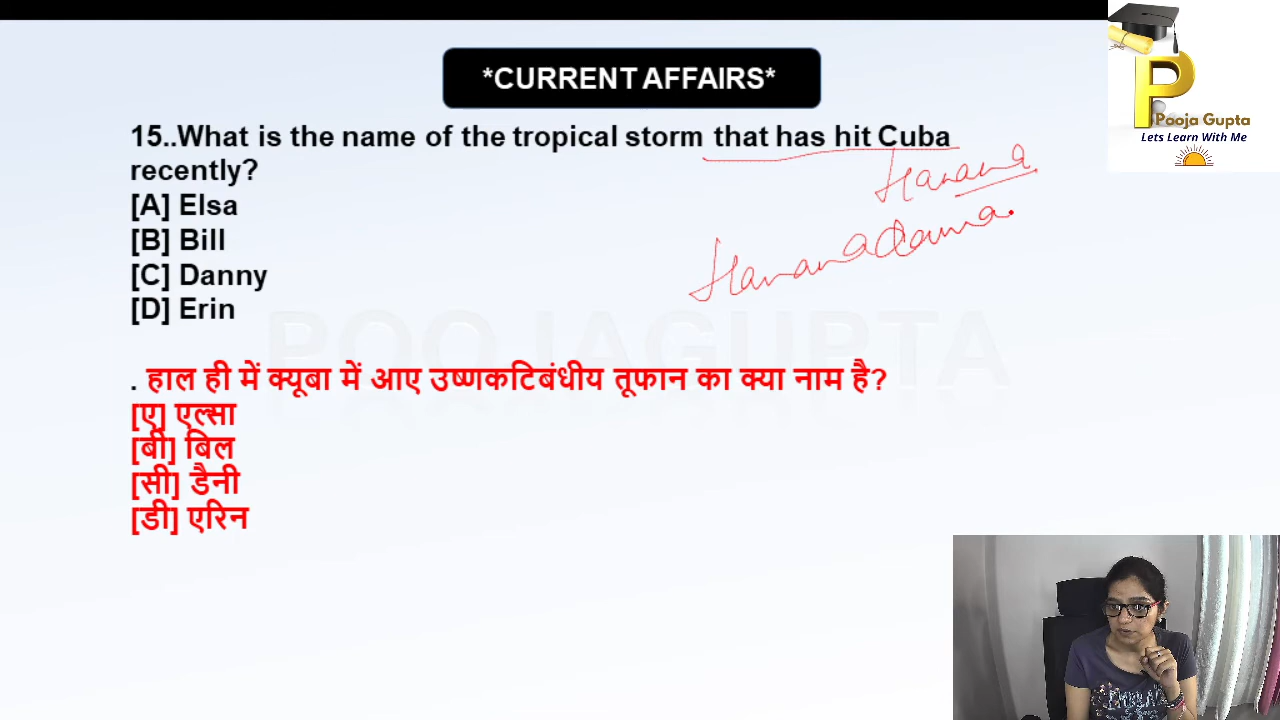 *CURRENT AFFAIRS*
P
Pooja Gupta
Lets Learn With Me
15..What is the name of the tropical storm that has hit Cuba
recently?
Havana
[A] Elsa
[B] Bill
[C] Danny
[D] Erin
POOJAGUPTA
. हाल ही में क्यूबा में आए उष्णकटिबंधीय तूफान का क्या नाम है?
[ए] एल्सा
[बी] बिल
[सी] डैनी
[डी] एरिन